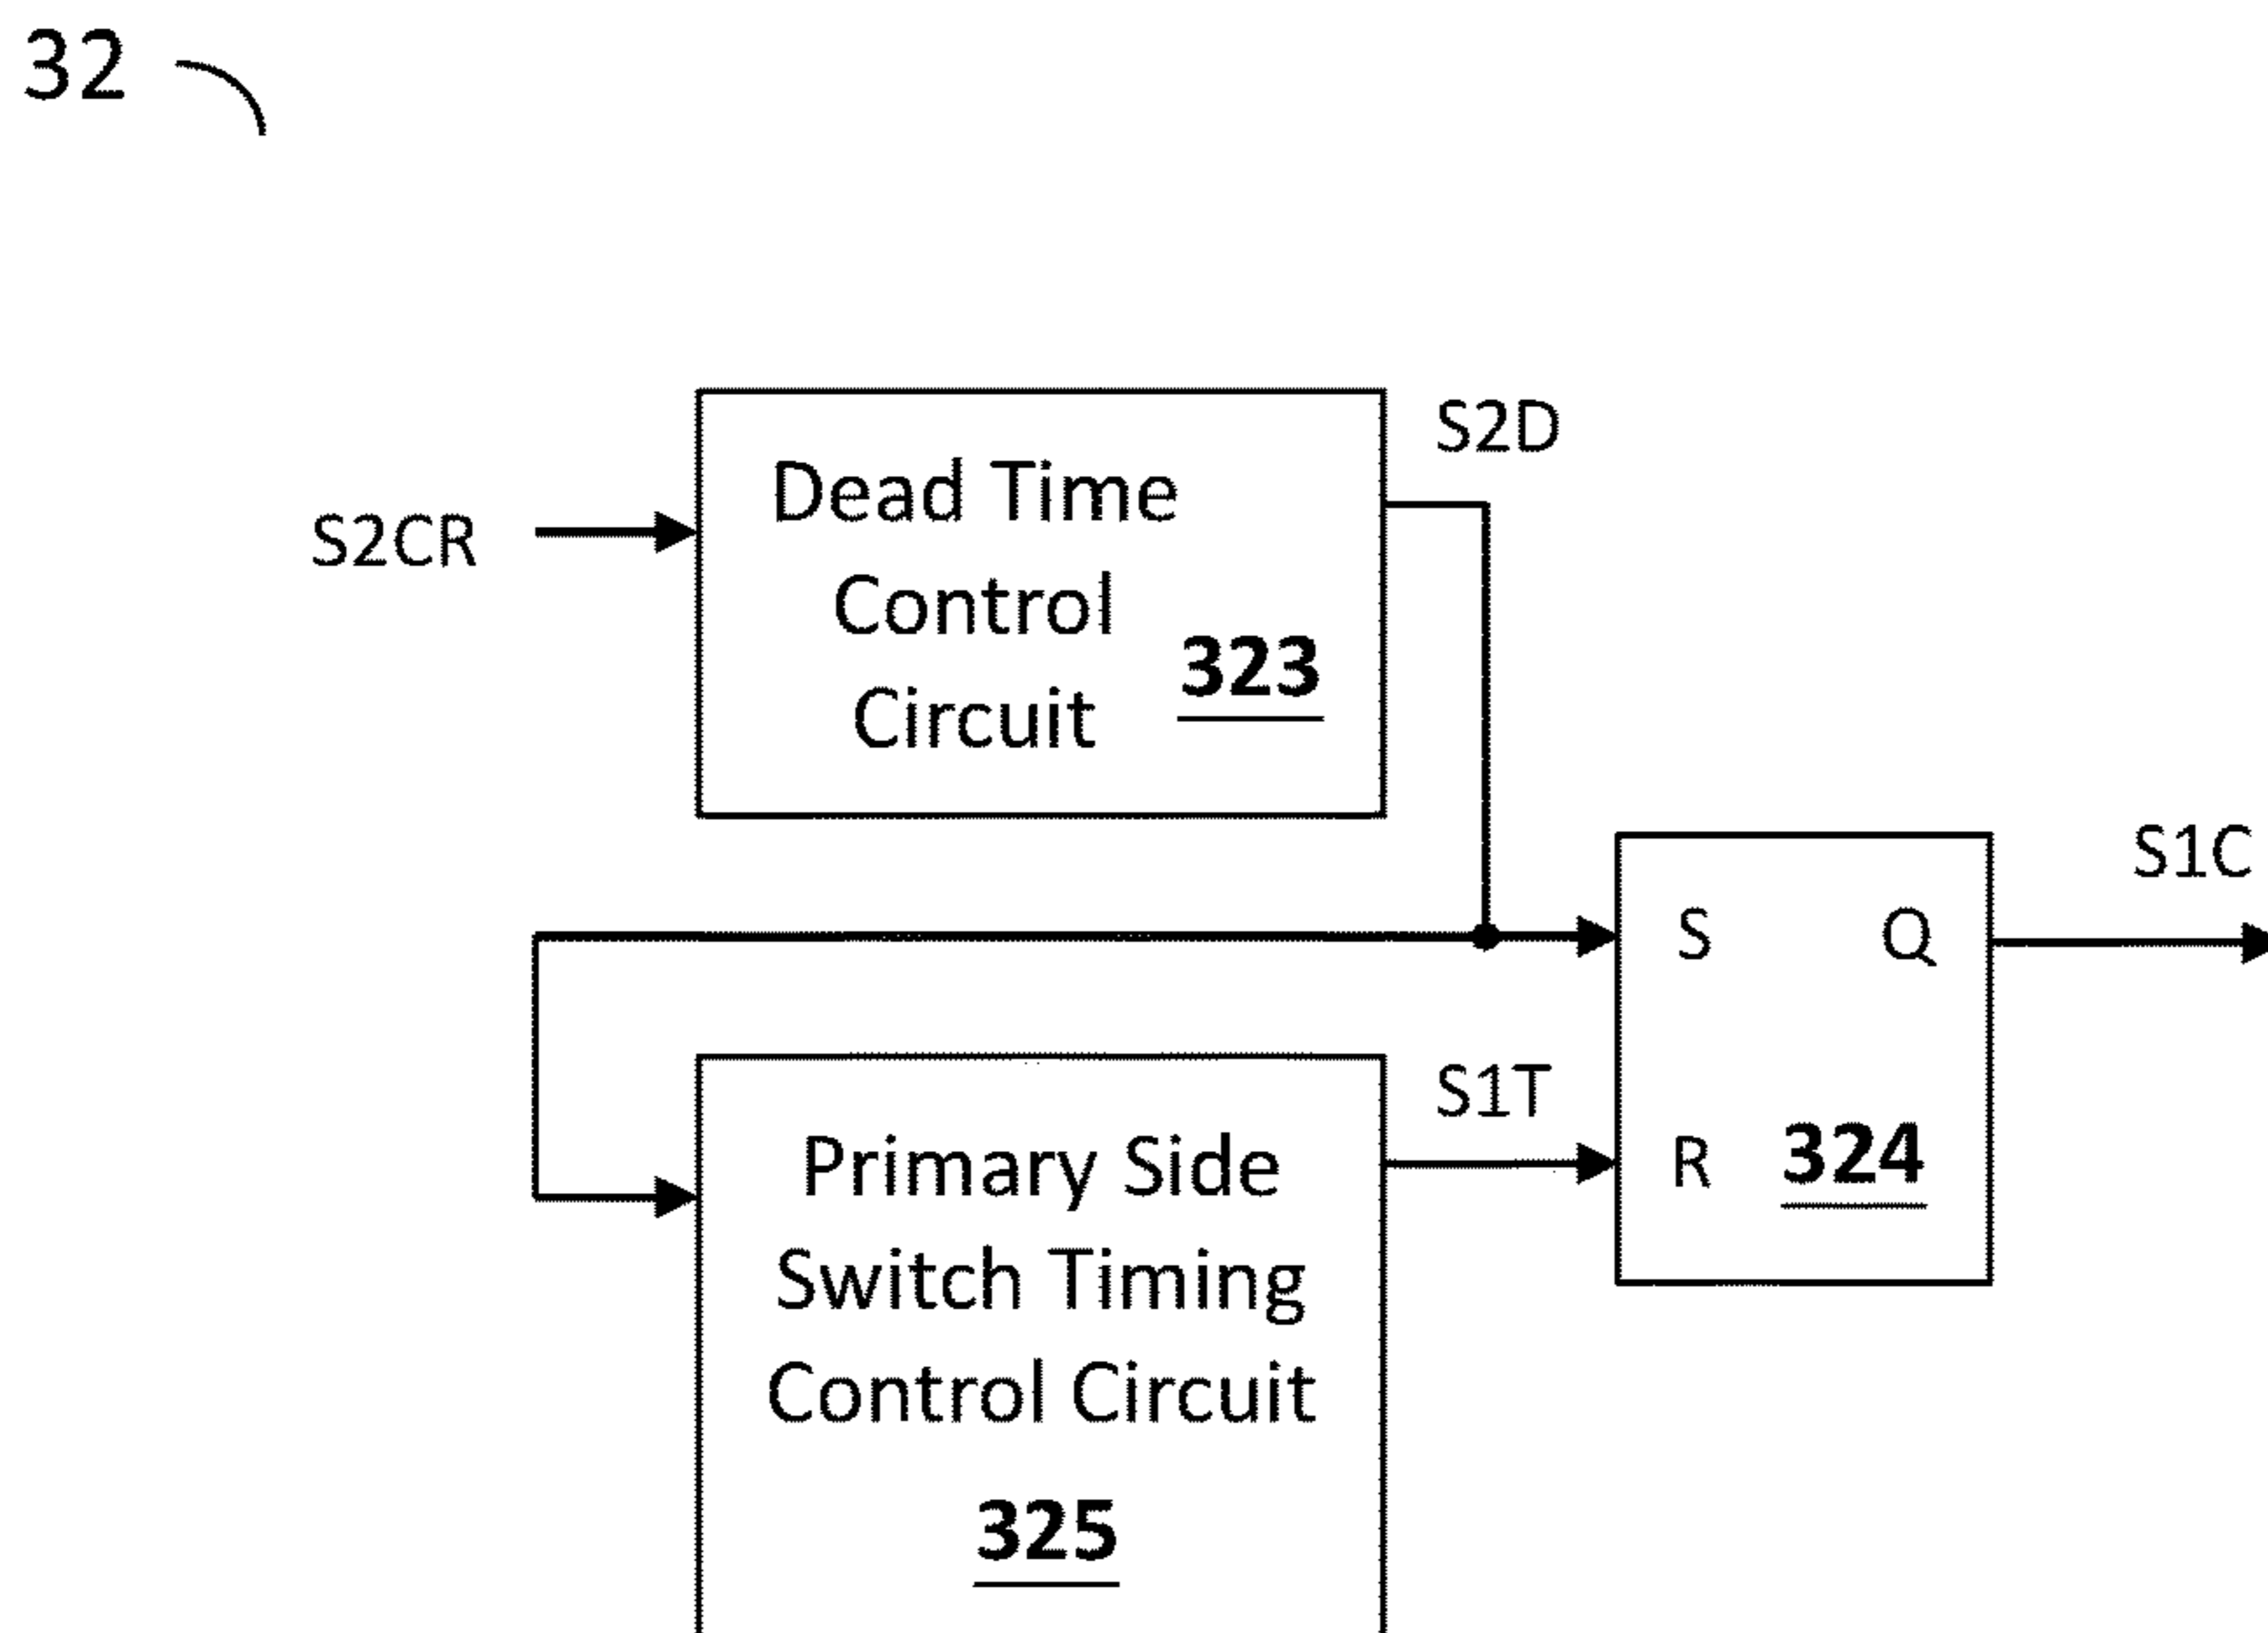 32
S2CR
Dead Time
Control
Circuit
323
S2D
S1C
S
Q
R
324
S1T
Primary Side
Switch Timing
Control Circuit
325